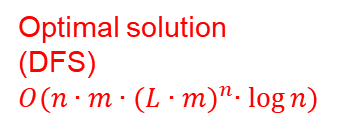 Optimal solution
(DFS)
𝑂(𝑛 · 𝑚 · (𝐿 · 𝑚)ⁿ· log 𝑛)